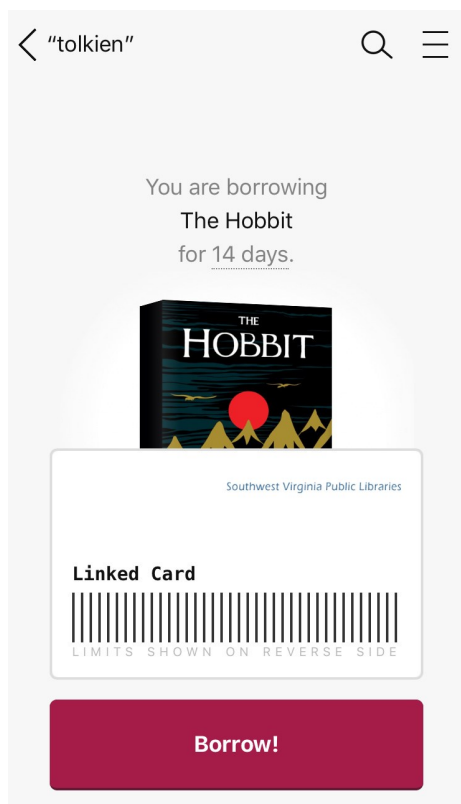 “tolkien”
You are borrowing
The Hobbit
for 14 days.
THE
HOBBIT
Southwest Virginia Public Libraries
Linked Card
LIMITS SHOWN ON REVERSE SIDE
Borrow!